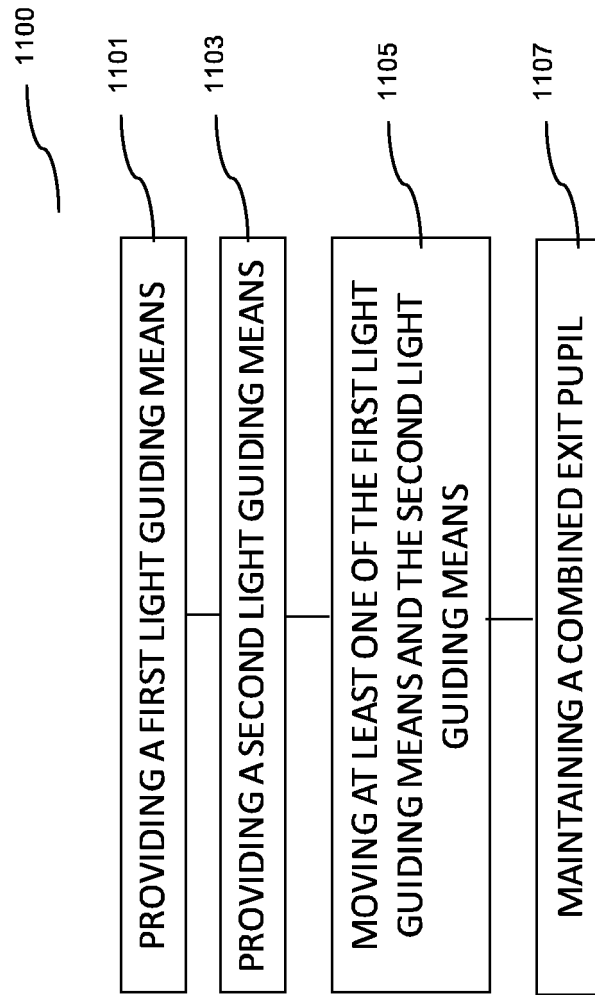 1100
PROVIDING A FIRST LIGHT GUIDING MEANS
1101
PROVIDING A SECOND LIGHT GUIDING MEANS
1103
MOVING AT LEAST ONE OF THE FIRST LIGHT
GUIDING MEANS AND THE SECOND LIGHT
GUIDING MEANS
1105
MAINTAINING A COMBINED EXIT PUPIL
1107